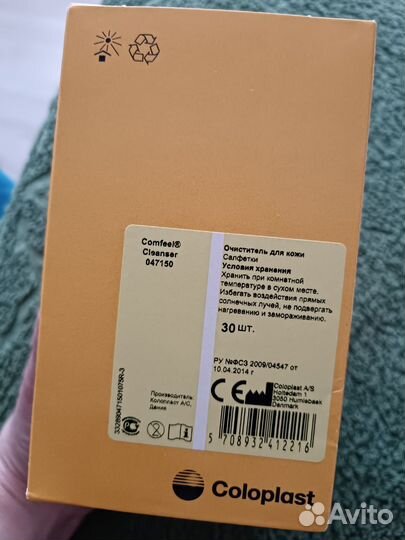 Comfeel®
Cleanser
047150
Очиститель для кожи
Салфетки
Условия хранения
Хранить при комнатной
температуре в сухом месте.
Избегать воздействия прямых
солнечных лучей, не подвергать
нагреванию и замораживанию.
30 шт.
РУ №ФСЗ 2009/04547 от
10.04.2014 г
CE
Coloplast A/S
Holtedam 1
3050 Humlebaek
Denmark
Производитель:
Колопласт А/С,
Дания
5 708932 412216
Coloplast
Avito